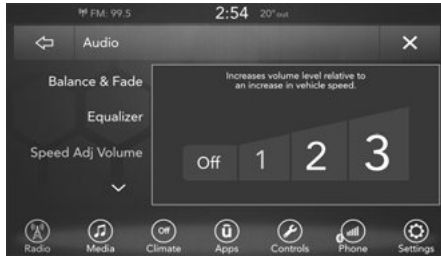 FM: 99.5 2:54 20° out
Audio
Balance & Fade
Equalizer
Speed Adj Volume
Increases volume level relative to
an increase in vehicle speed.
Off 1 2 3
Off
Radio Media Climate Apps Controls Phone Settings